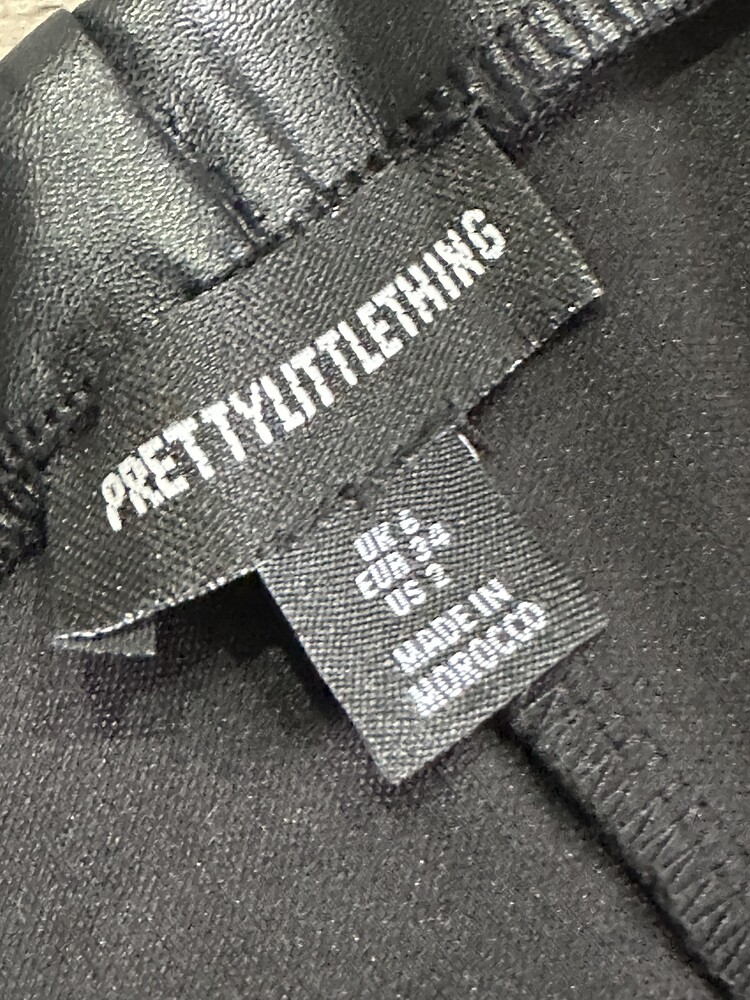 PRETTYLITTLETHING
UK 6
EUR 34
US 2
MADE IN
MOROCCO